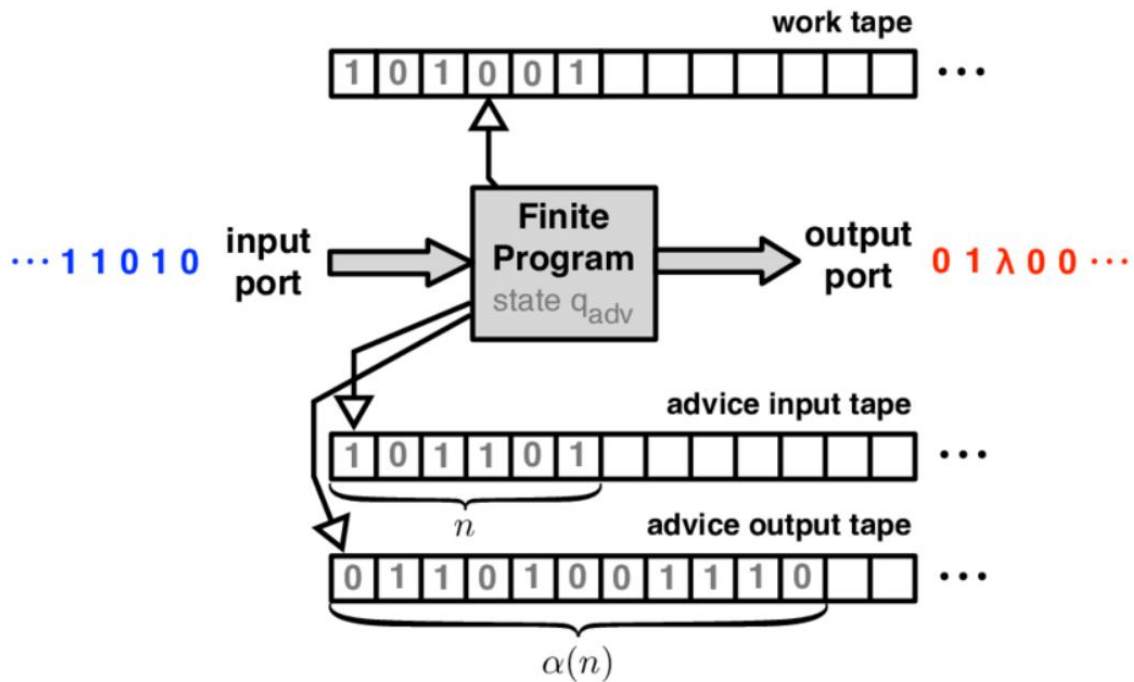 work tape
1 0 1 0 0 1 ···
··· 1 1 0 1 0
input
port
Finite
Program
state q_adv
output
port
0 1 λ 0 0 ···
advice input tape
1 0 1 1 0 1 ···
n
advice output tape
0 1 1 0 1 0 0 1 1 1 0 ···
α(n)